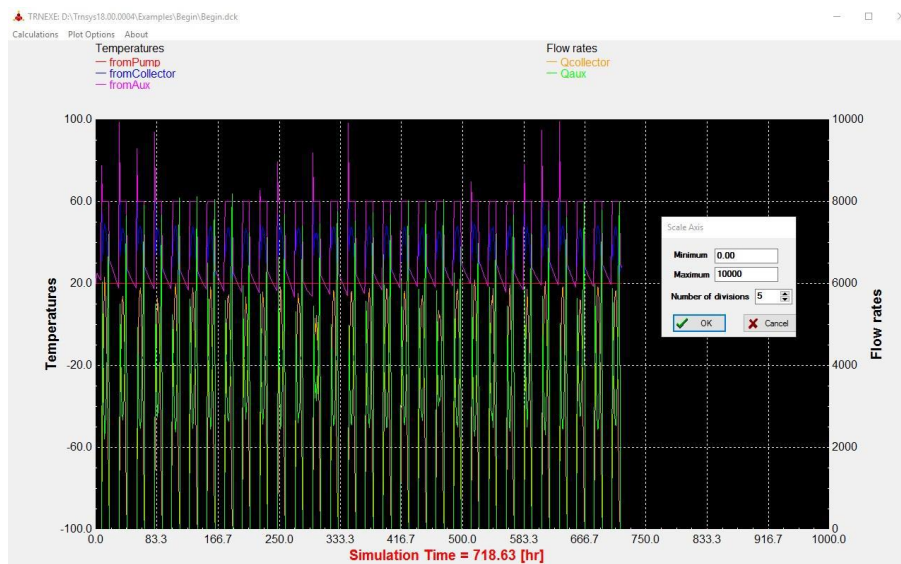 TRNEXE: D:\Trnsys18.00.0004\Examples\Begin\Begin.dck
Calculations Plot Options About
Temperatures
fromPump
fromCollector
fromAux
Flow rates
Qcollector
Qaux
100.0
60.0
20.0
-20.0
-60.0
-100.0
Temperatures
10000
8000
6000
4000
2000
0
Flow rates
Scale Axis
Minimum 0.00
Maximum 10000
Number of divisions 5
OK Cancel
0.0 83.3 166.7 250.0 333.3 416.7 500.0 583.3 666.7 750.0 833.3 916.7 1000.0
Simulation Time = 718.63 [hr]